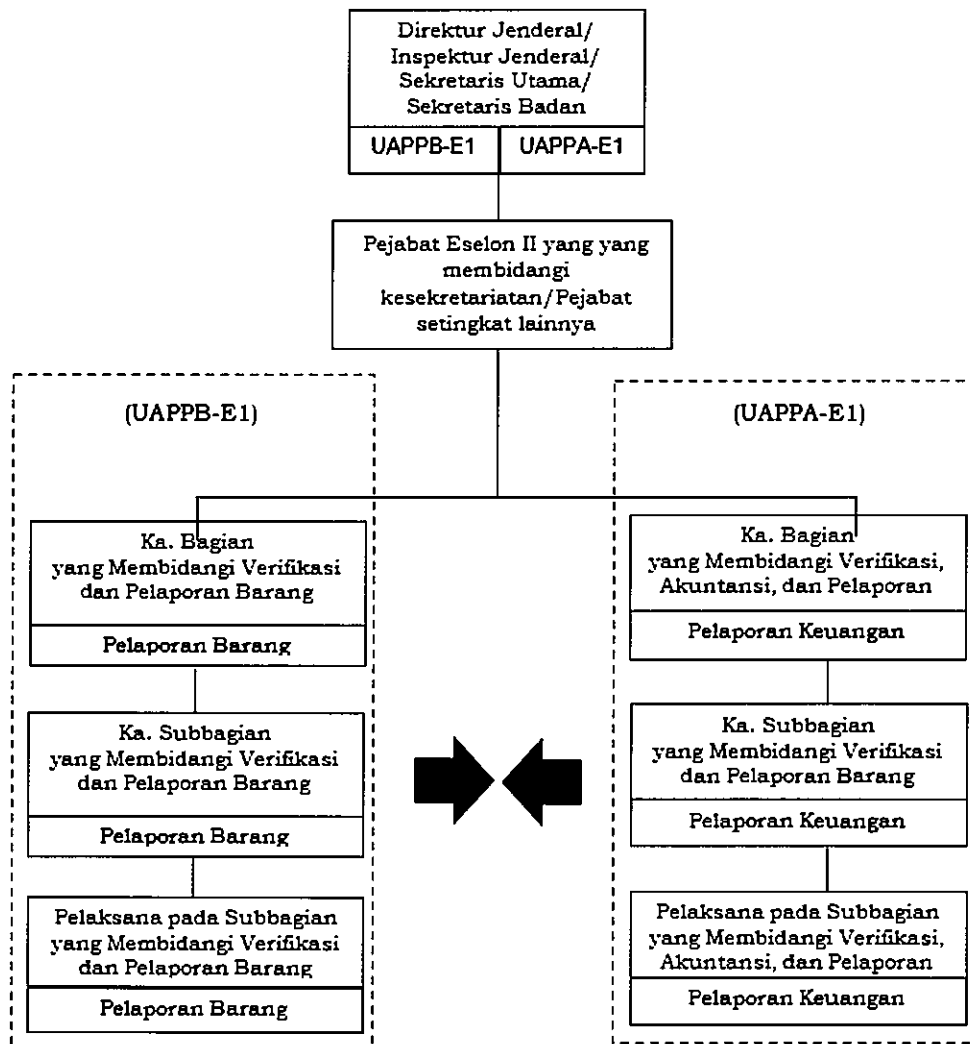 Direktur Jenderal/
Inspektur Jenderal/
Sekretaris Utama/
Sekretaris Badan
UAPPB-E1
UAPPA-E1
Pejabat Eselon II yang yang
membidangi
kesekretariatan/Pejabat
setingkat lainnya
(UAPPB-E1)
Ka. Bagian
yang Membidangi Verifikasi
dan Pelaporan Barang
Pelaporan Barang
Ka. Subbagian
yang Membidangi Verifikasi
dan Pelaporan Barang
Pelaporan Barang
Pelaksana pada Subbagian
yang Membidangi Verifikasi
dan Pelaporan Barang
Pelaporan Barang
(UAPPA-E1)
Ka. Bagian
yang Membidangi Verifikasi,
Akuntansi, dan Pelaporan
Pelaporan Keuangan
Ka. Subbagian
yang Membidangi Verifikasi
dan Pelaporan Barang
Pelaporan Keuangan
Pelaksana pada Subbagian
yang Membidangi Verifikasi,
Akuntansi, dan Pelaporan
Pelaporan Keuangan